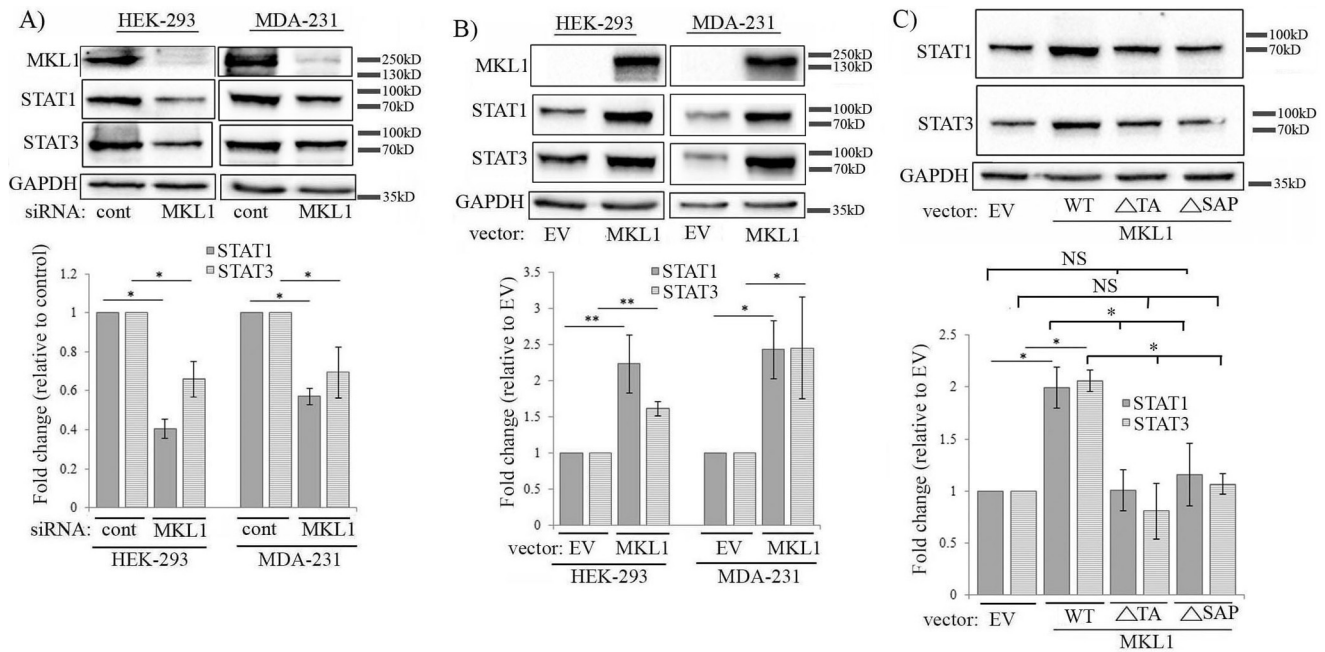 A)
HEK-293 MDA-231
MKL1
250kD
130kD
STAT1
100kD
70kD
STAT3
100kD
70kD
GAPDH
35kD
siRNA: cont MKL1 cont MKL1
Fold change (relative to control)
STAT1
STAT3
* * * *
1.2
1
0.8
0.6
0.4
0.2
0
siRNA: cont MKL1 cont MKL1
HEK-293 MDA-231
B)
HEK-293 MDA-231
MKL1
250kD
130kD
STAT1
100kD
70kD
STAT3
100kD
70kD
GAPDH
35kD
vector: EV MKL1 EV MKL1
Fold change (relative to EV)
STAT1
STAT3
** ** * *
3.5
3
2.5
2
1.5
1
0.5
0
vector: EV MKL1 EV MKL1
HEK-293 MDA-231
C)
STAT1
100kD
70kD
STAT3
100kD
70kD
GAPDH
35kD
vector: EV WT △TA △SAP
MKL1
NS
NS
*
* * *
Fold change (relative to EV)
STAT1
STAT3
2.5
2
1.5
1
0.5
0
vector: EV WT △TA △SAP
MKL1